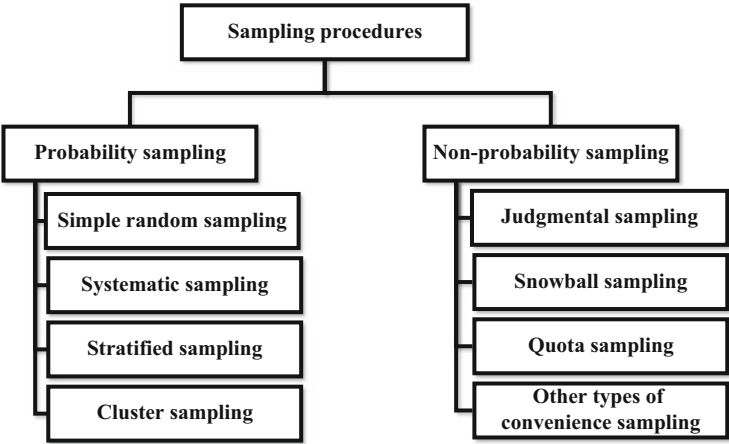 Sampling procedures
Probability sampling
Simple random sampling
Systematic sampling
Stratified sampling
Cluster sampling
Non-probability sampling
Judgmental sampling
Snowball sampling
Quota sampling
Other types of
convenience sampling